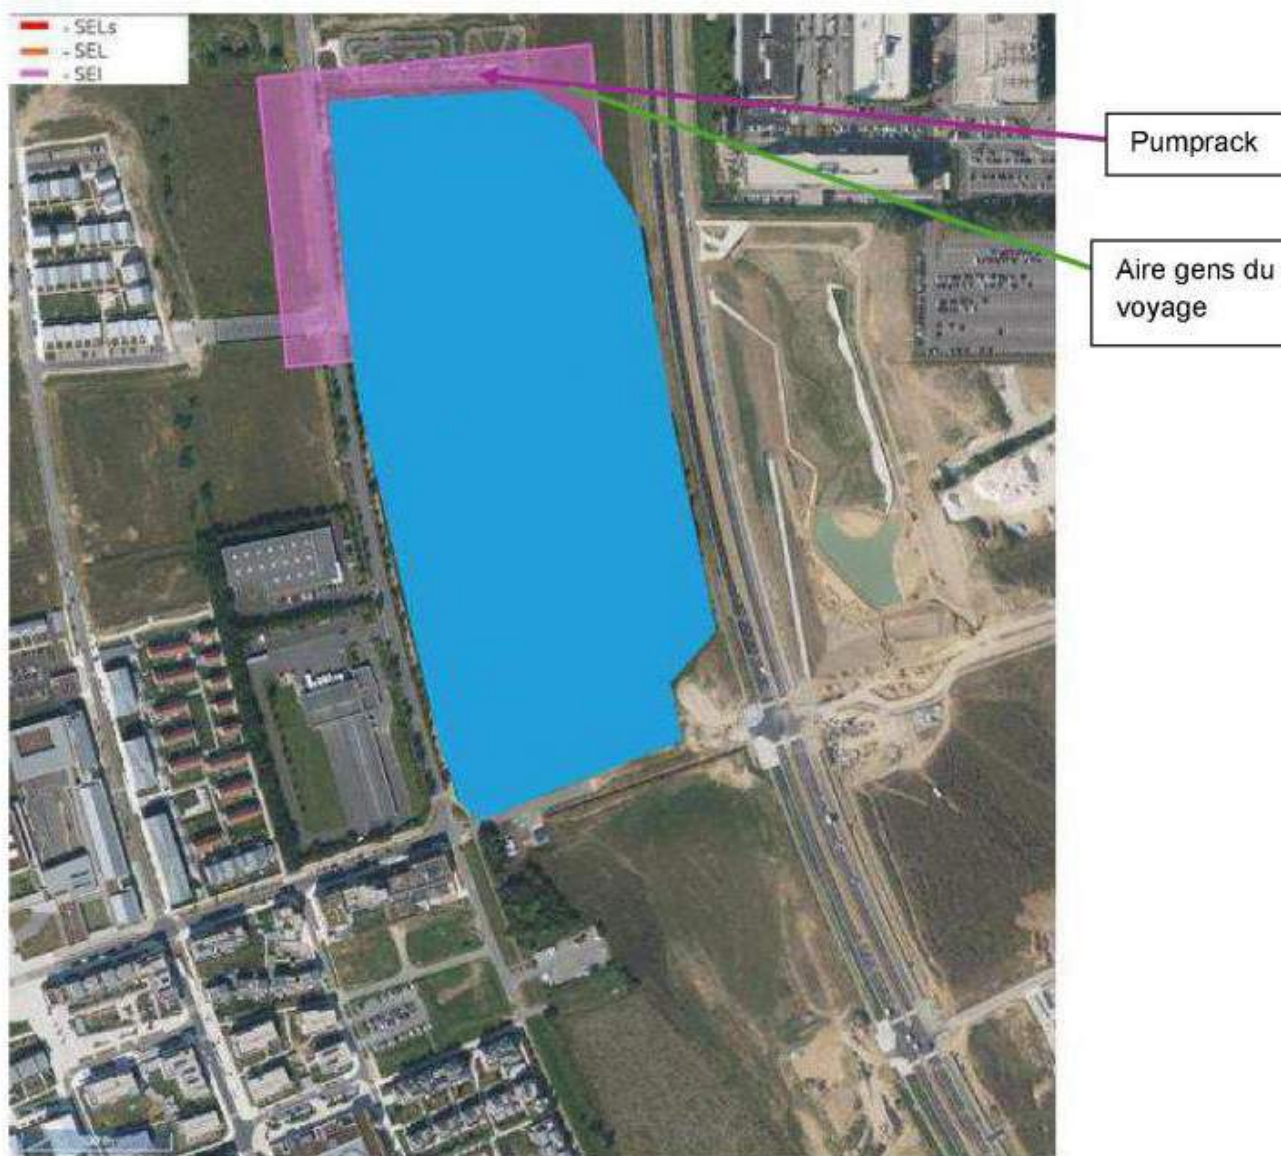 - SELs
- SEL
- SEI
Pumprack
Aire gens du
voyage